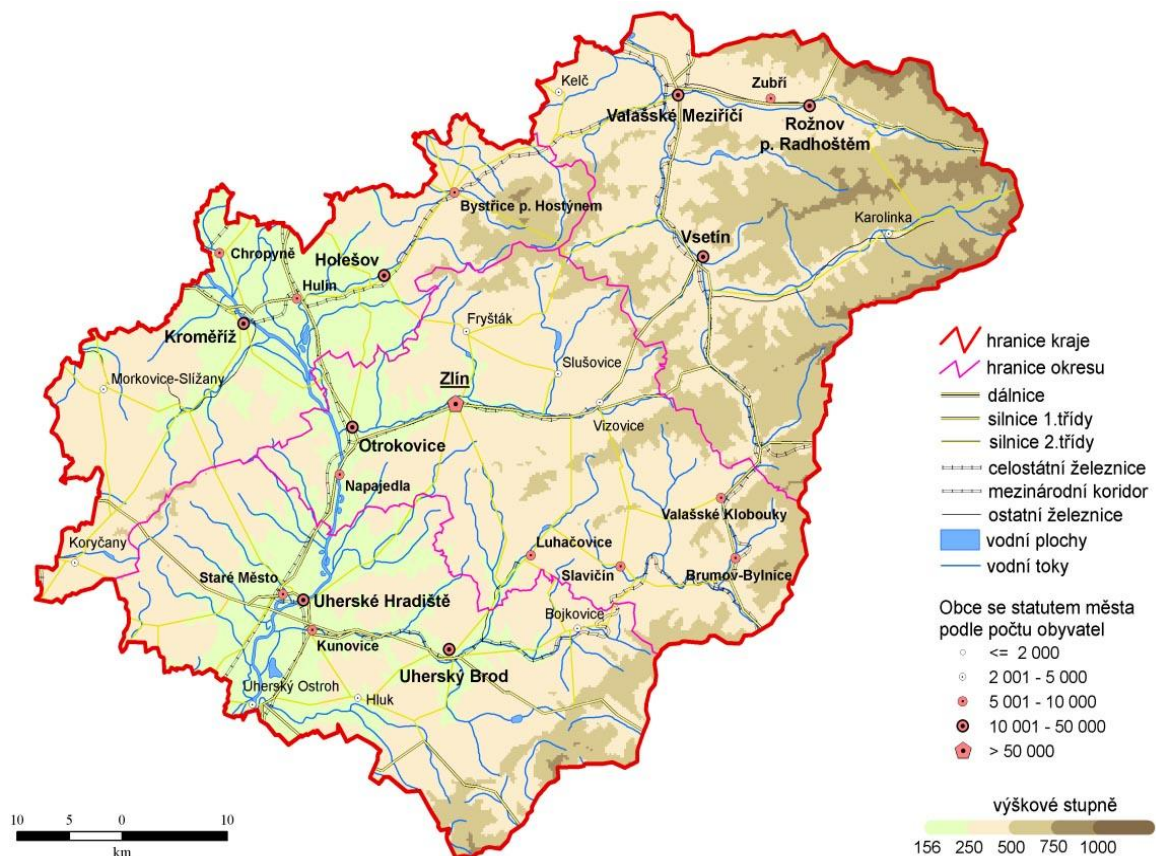 Kelč
Zubří
Valašské Meziříčí
Rožnov
p. Radhoštěm
Bystřice p. Hostýnem
Karolinka
Vsetín
Chropyně
Holešov
Hulín
Kroměříž
Fryšták
Slušovice
Morkovice-Slížany
Zlín
Vizovice
Otrokovice
Napajedla
Valašské Klobouky
Koryčany
Luhačovice
Slavičín
Brumov-Bylnice
Staré Město
Uherské Hradiště
Bojkovice
Kunovice
Uherský Brod
Uherský Ostroh
Hluk
hranice kraje
hranice okresu
dálnice
silnice 1.třídy
silnice 2.třídy
celostátní železnice
mezinárodní koridor
ostatní železnice
vodní plochy
vodní toky
Obce se statutem města
podle počtu obyvatel
<= 2 000
2 001 - 5 000
5 001 - 10 000
10 001 - 50 000
> 50 000
výškové stupně
156 250 500 750 1000
10 5 0 10
km